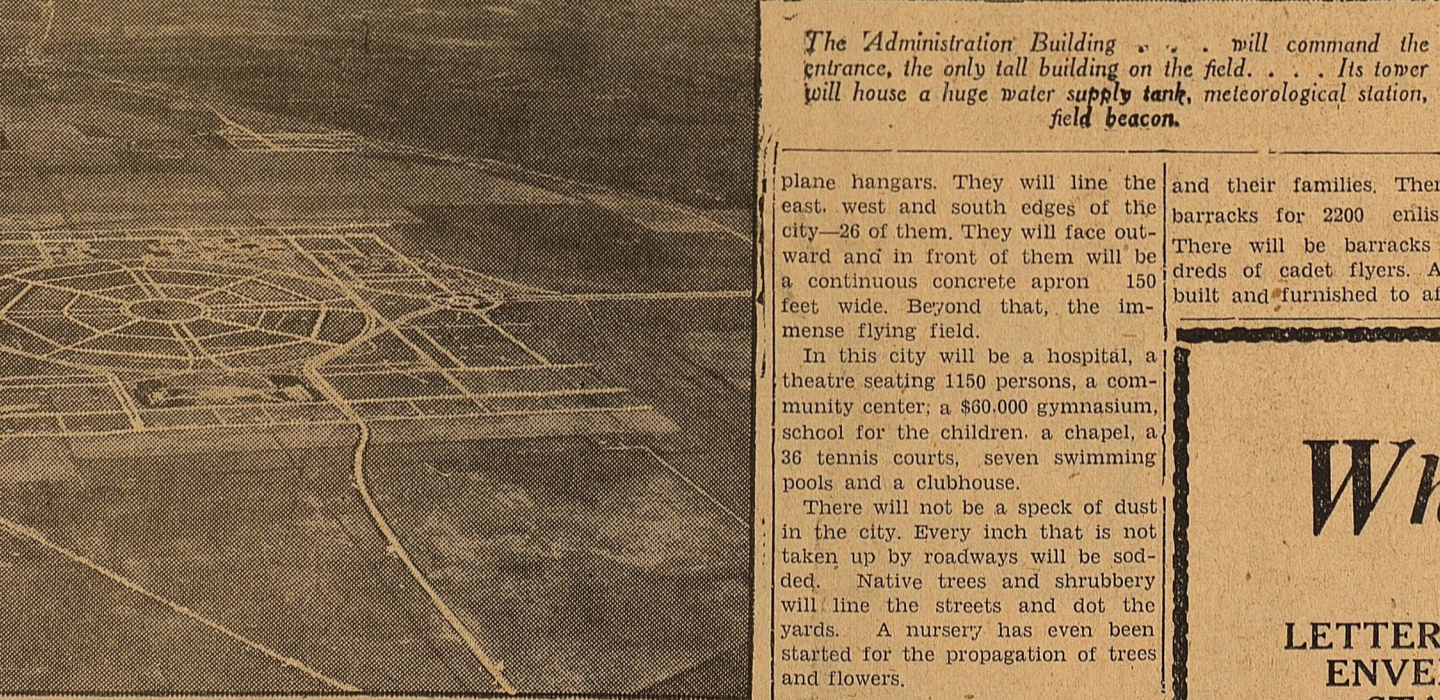 The Administration Building . . . will command the
entrance, the only tall building on the field. . . . Its tower
will house a huge water supply tank, meteorological station,
field beacon.
plane hangars. They will line the
east, west and south edges of the
city—26 of them. They will face out-
ward and in front of them will be
a continuous concrete apron 150
feet wide. Beyond that, the im-
mense flying field.
In this city will be a hospital, a
theatre seating 1150 persons, a com-
munity center; a $60.000 gymnasium,
school for the children, a chapel, a
36 tennis courts, seven swimming
pools and a clubhouse.
There will not be a speck of dust
in the city. Every inch that is not
taken up by roadways will be sod-
ded. Native trees and shrubbery
will line the streets and dot the
yards. A nursery has even been
started for the propagation of trees
and flowers.
and their families. Ther
barracks for 2200 enlis
There will be barracks
dreds of cadet flyers. A
built and furnished to af
Wh
LETTER
ENVE